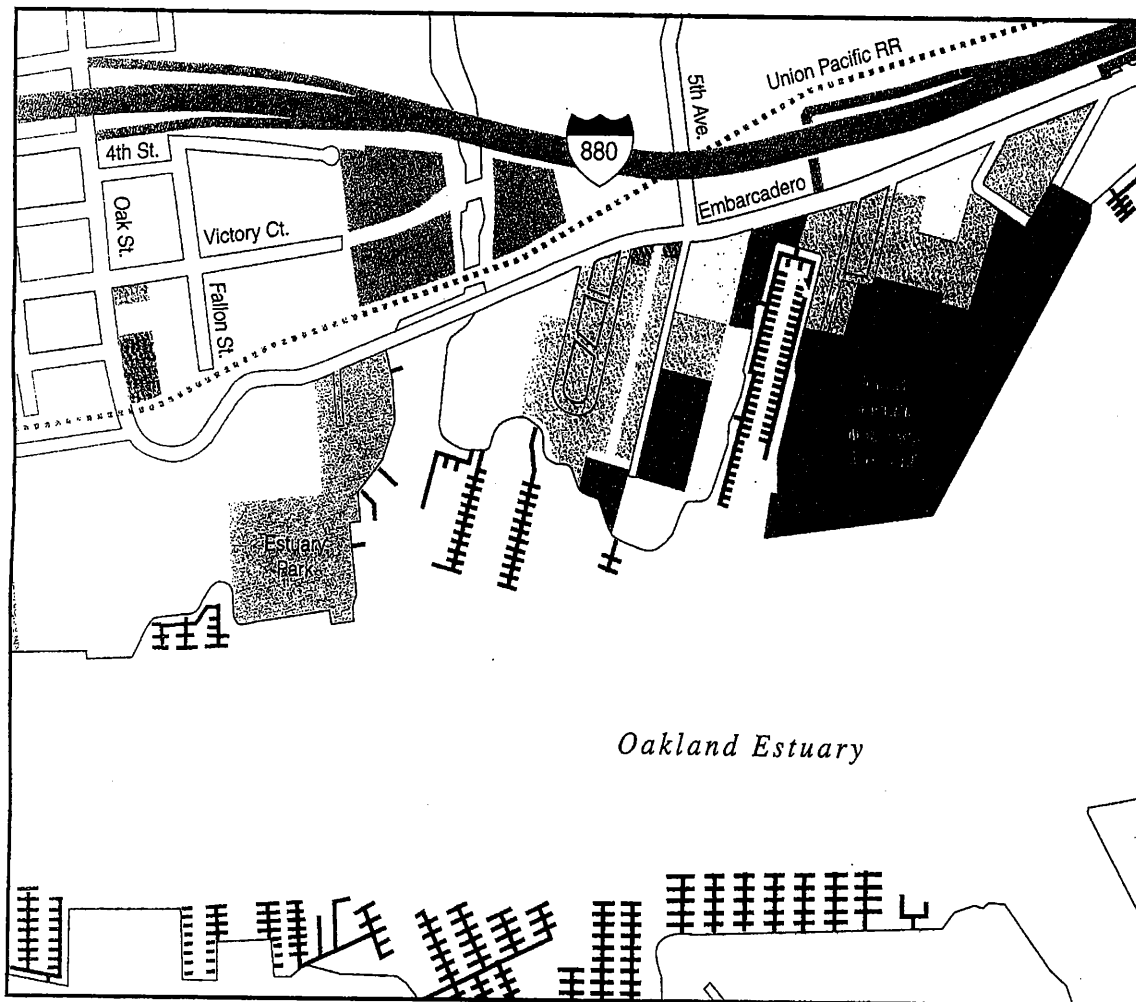 Union Pacific RR
5th Ave.
880
4th St.
Embarcadero
Oak St.
Victory Ct.
Fallon St.
Estuary
Park
Oakland Estuary